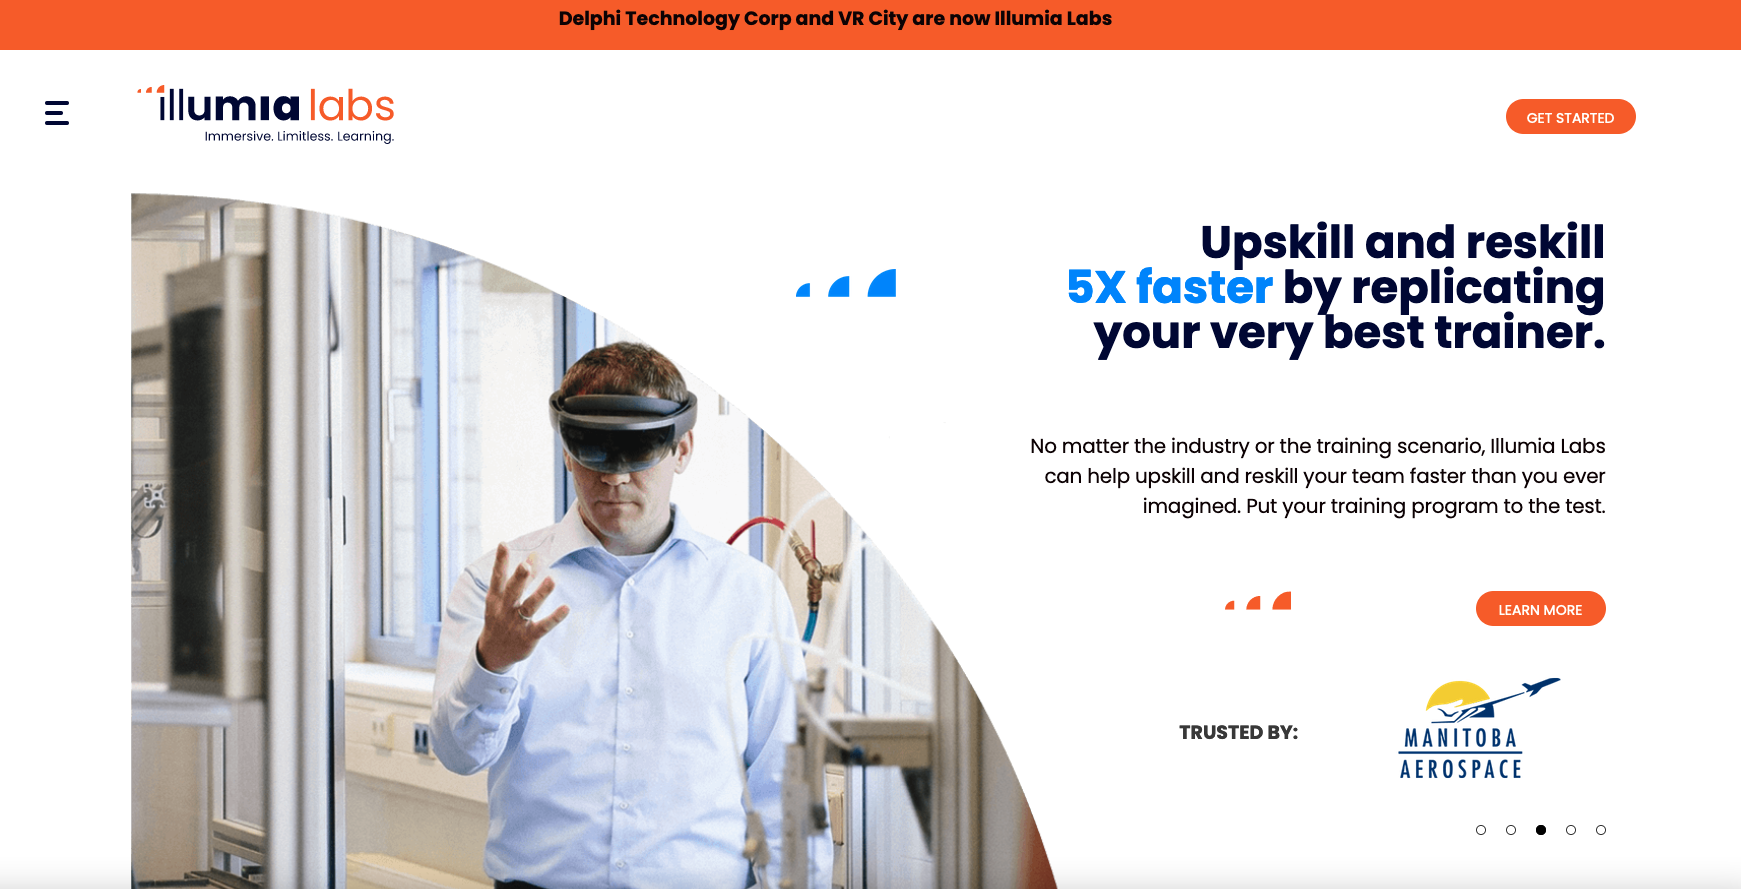 Delphi Technology Corp and VR City are now Illumia Labs
illumia labs
Immersive. Limitless. Learning.
GET STARTED
Upskill and reskill
5X faster by replicating
your very best trainer.
No matter the industry or the training scenario, Illumia Labs
can help upskill and reskill your team faster than you ever
imagined. Put your training program to the test.
LEARN MORE
TRUSTED BY:
MANITOBA
AEROSPACE